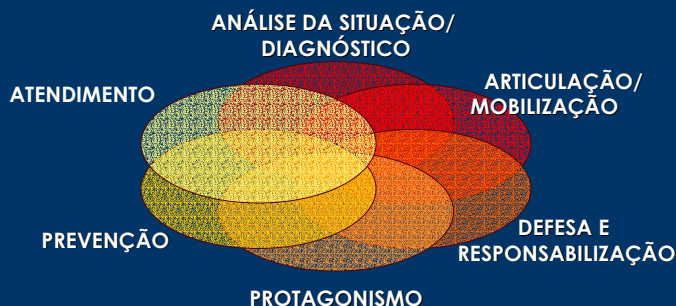 ANÁLISE DA SITUAÇÃO/
DIAGNÓSTICO
ATENDIMENTO
ARTICULAÇÃO/
MOBILIZAÇÃO
PREVENÇÃO
DEFESA E
RESPONSABILIZAÇÃO
PROTAGONISMO